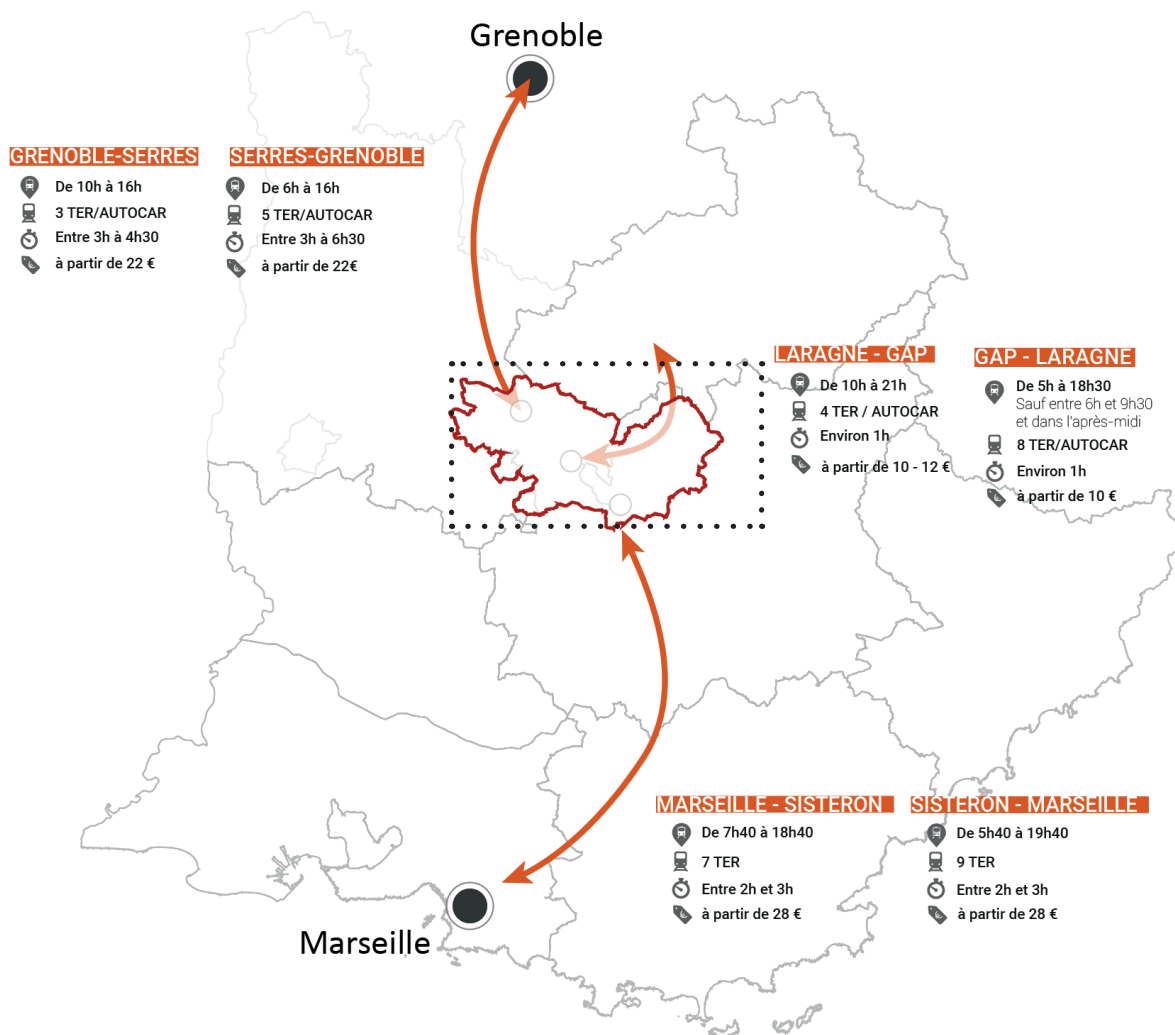 Grenoble
GRENOBLE-SERRES
De 10h à 16h
3 TER/AUTOCAR
Entre 3h à 4h30
à partir de 22 €
SERRES-GRENOBLE
De 6h à 16h
5 TER/AUTOCAR
Entre 3h à 6h30
à partir de 22€
LARAGNE - GAP
De 10h à 21h
4 TER / AUTOCAR
Environ 1h
à partir de 10 - 12 €
GAP - LARAGNE
De 5h à 18h30
Sauf entre 6h et 9h30
et dans l'après-midi
8 TER/AUTOCAR
Environ 1h
à partir de 10 €
MARSEILLE - SISTERON
De 7h40 à 18h40
7 TER
Entre 2h et 3h
à partir de 28 €
SISTERON - MARSEILLE
De 5h40 à 19h40
9 TER
Entre 2h et 3h
à partir de 28 €
Marseille